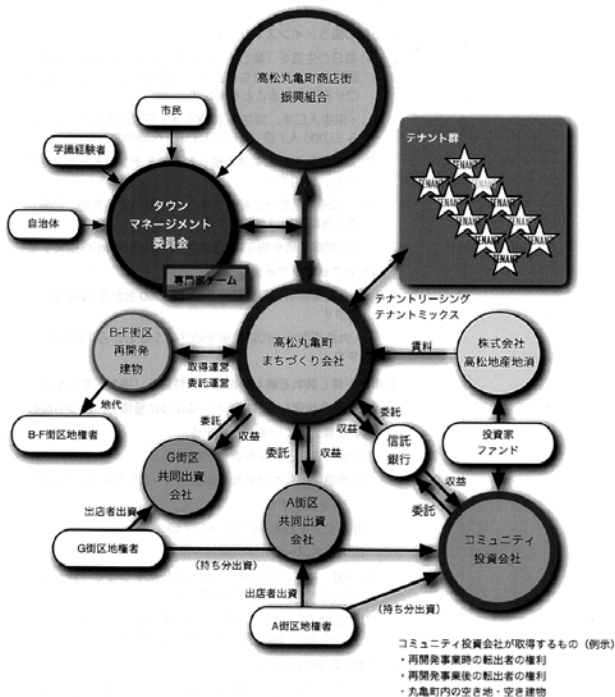 高松丸亀町商店街
振興組合
市民
学識経験者
自治体
タウン
マネージメント
委員会
専門家チーム
テナント群
TENANT
TENANT
TENANT
TENANT
TENANT
TENANT
TENANT
TENANT
TENANT
TENANT
テナントリーシング
テナントミックス
B-F街区
再開発
建物
取得運営
委託運営
高松丸亀町
まちづくり会社
賃料
株式会社
高松地産地消
地代
B-F街区地権者
委託
収益
委託
収益
委託
収益
信託
銀行
投資家
ファンド
収益
委託
G街区
共同出資
会社
A街区
共同出資
会社
コミュニティ
投資会社
出店者出資
G街区地権者
(持ち分出資)
出店者出資
(持ち分出資)
A街区地権者
コミュニティ投資会社が取得するもの(例示)
・再開発事業時の転出者の権利
・再開発事業後の転出者の権利
・丸亀町内の空き地・空き建物